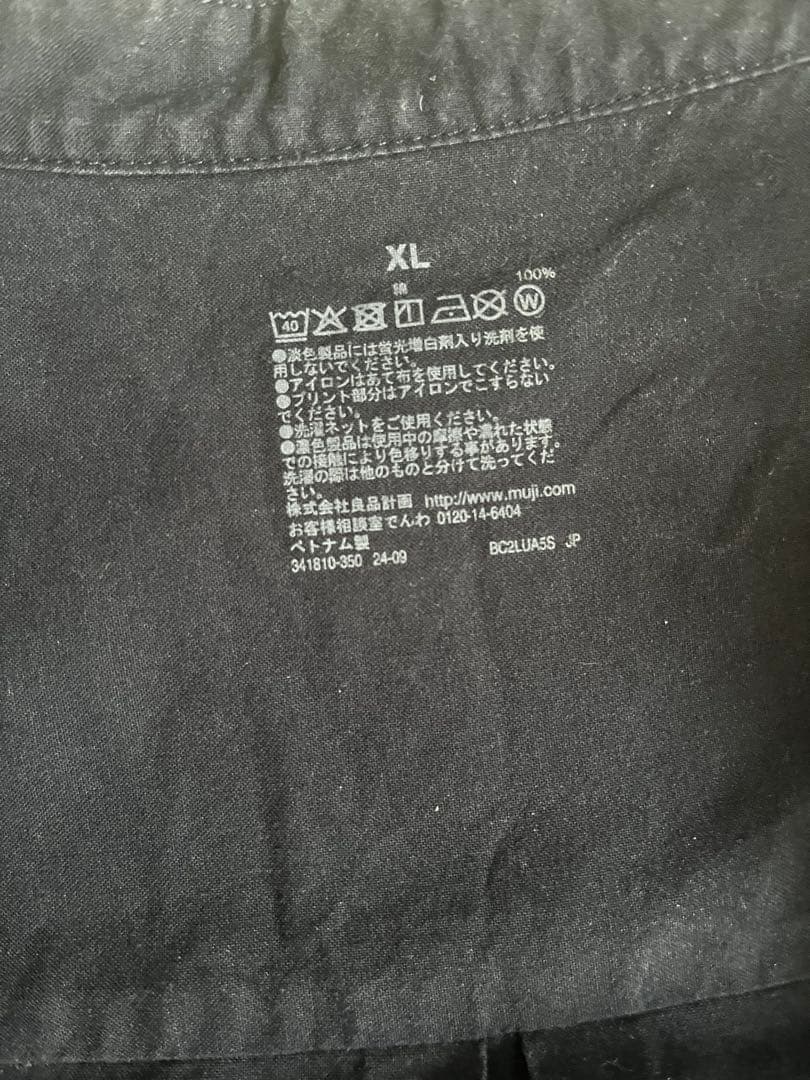 XL
綿 100%
40 W
●淡色製品には蛍光増白剤入り洗剤を使
用しないでください。
●アイロンはあて布を使用してください。
●プリント部分はアイロンでこすらない
でください。
●洗濯ネットをご使用ください。
●濃色製品は使用中の摩擦や濡れた状態
での接触により色移りする事があります。
洗濯の際は他のものと分けて洗ってくだ
さい。
株式会社良品計画 http://www.muji.com
お客様相談室でんわ 0120-14-6404
ベトナム製
341810-350 24-09 BC2LUA5S JP